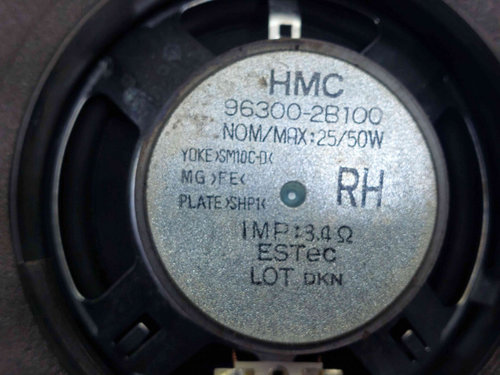 HMC
96300-2B100
NOM/MAX:25/50W
YOKE>SM10C-D<
MG>FE<
PLATE>SHP1<
RH
IMP:3.4Ω
ESTec
LOT DKN